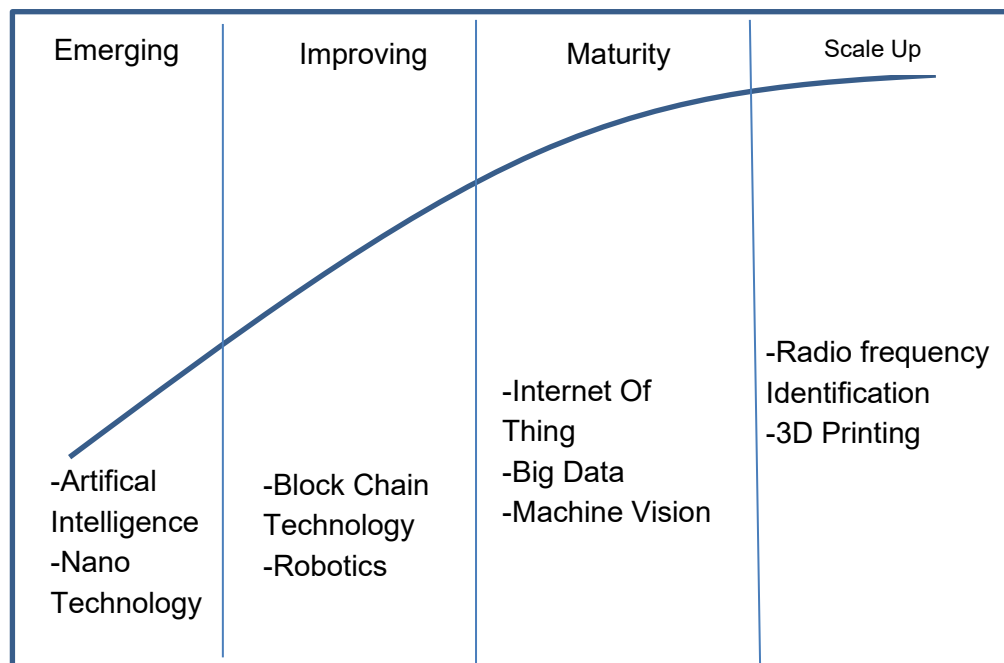 Emerging
Improving
Maturity
Scale Up
-Artifical
Intelligence
-Nano
Technology
-Block Chain
Technology
-Robotics
-Internet Of
Thing
-Big Data
-Machine Vision
-Radio frequency
Identification
-3D Printing